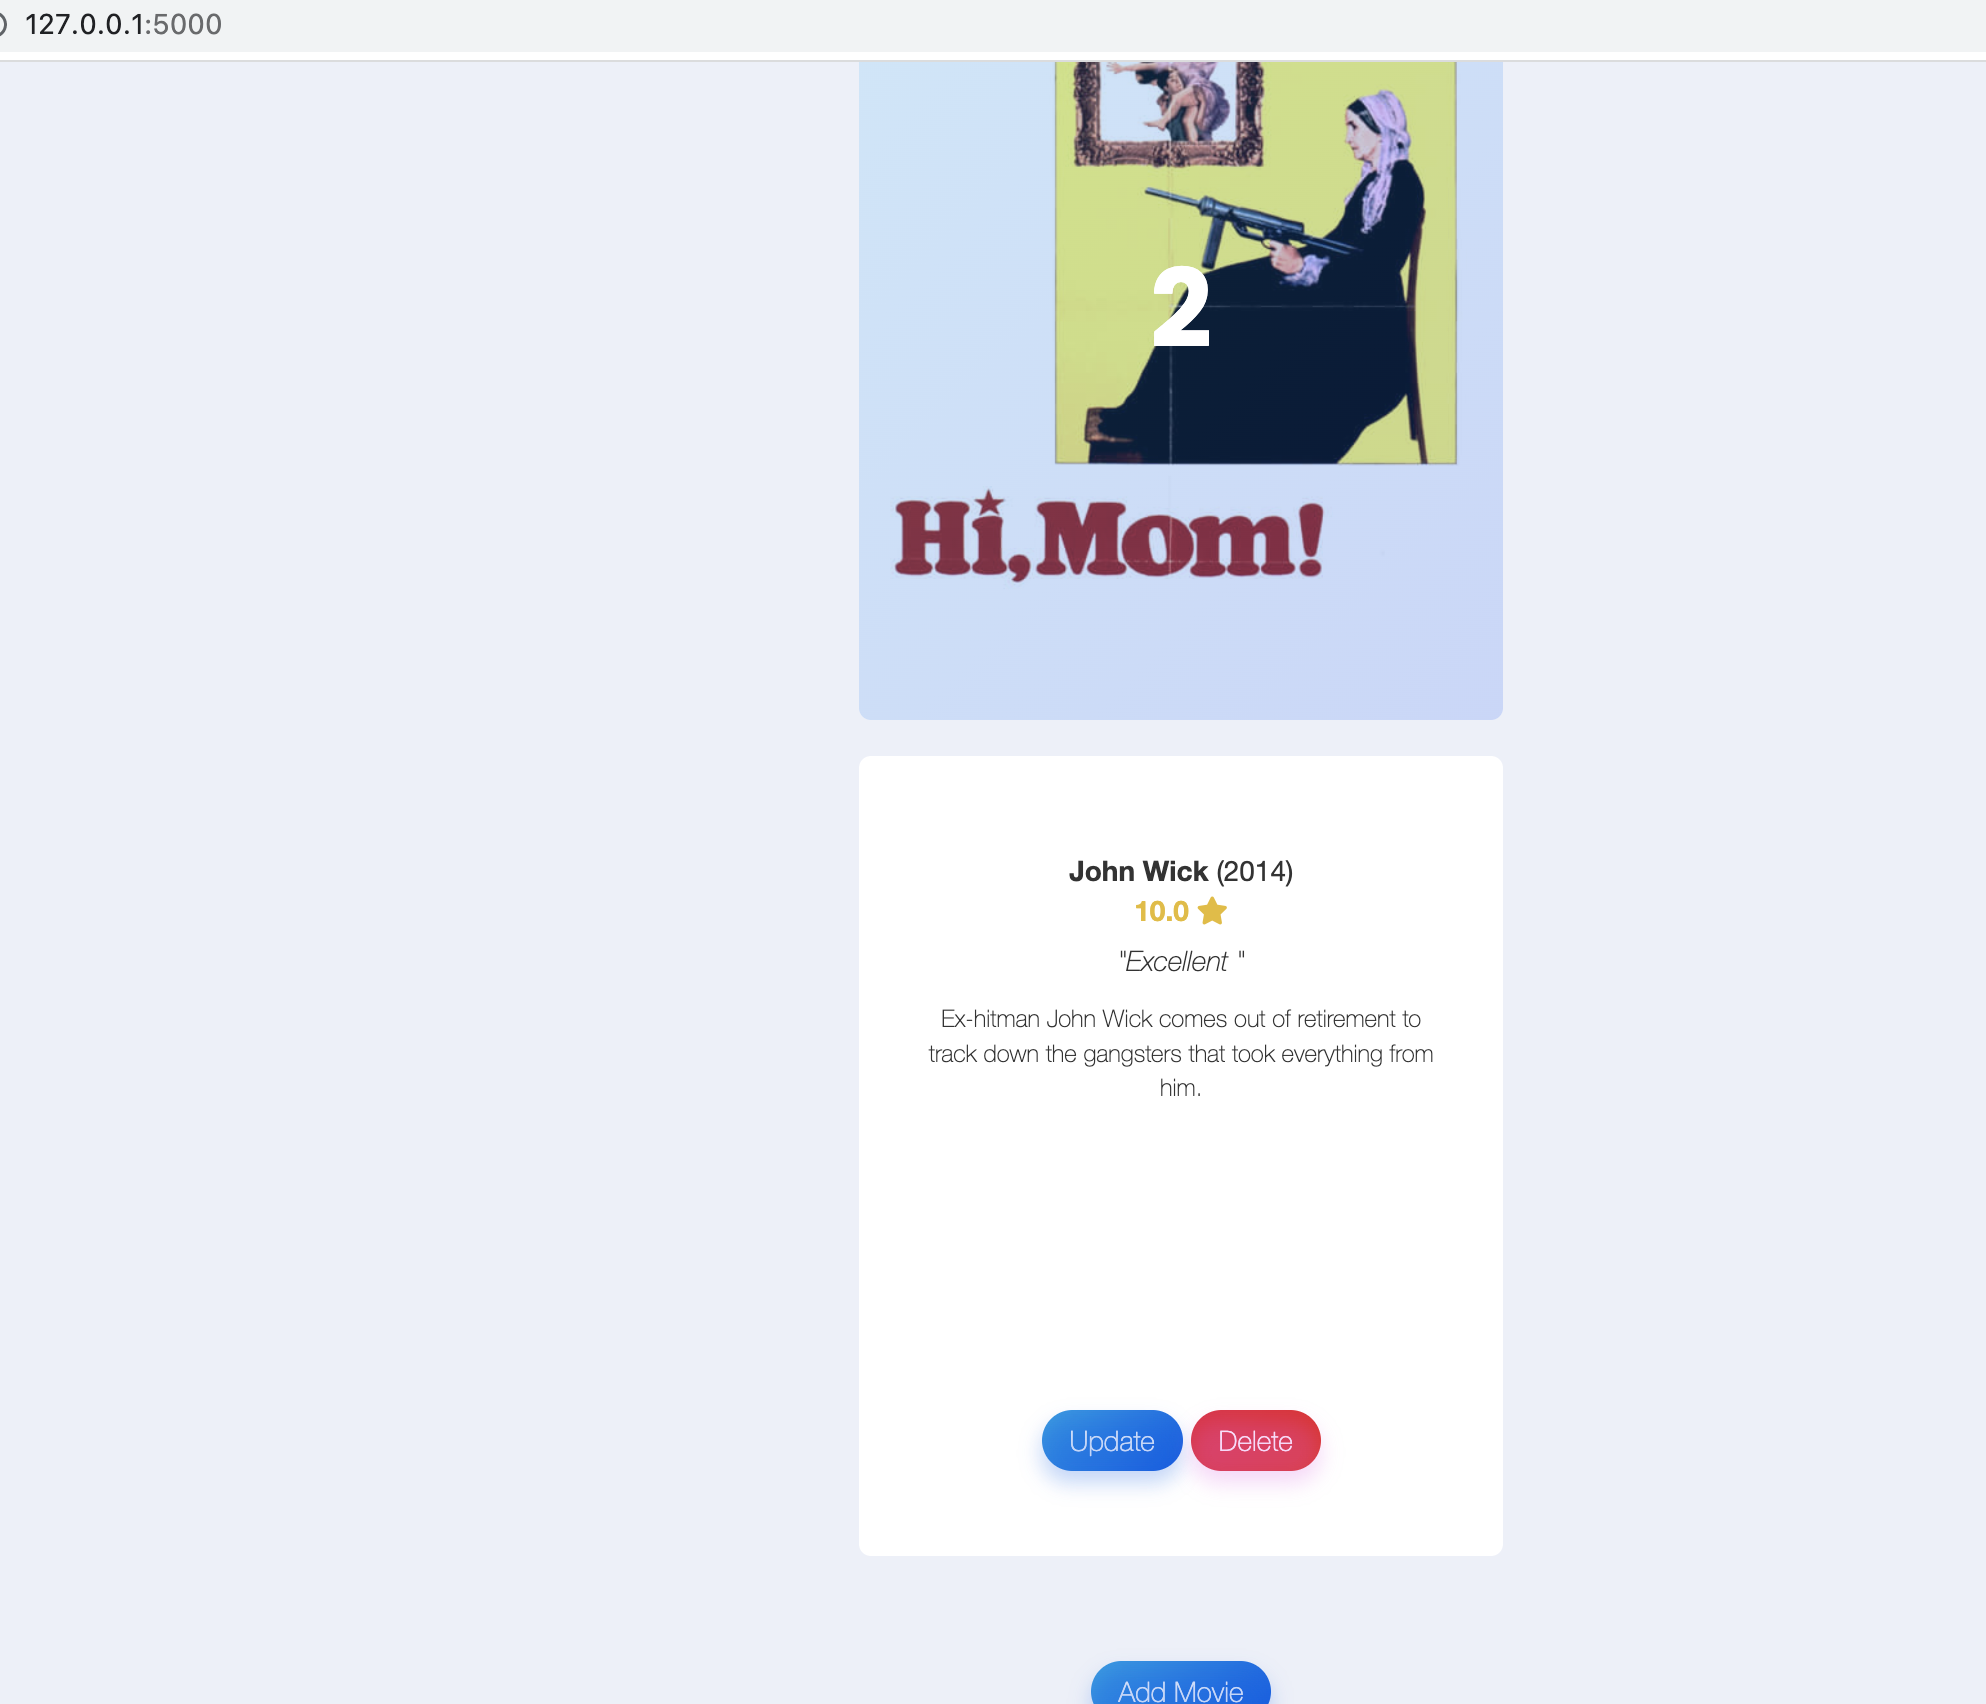 127.0.0.1:5000
2
Hi, Mom!
John Wick (2014)
10.0
"Excellent "
Ex-hitman John Wick comes out of retirement to
track down the gangsters that took everything from
him.
Update Delete
Add Movie